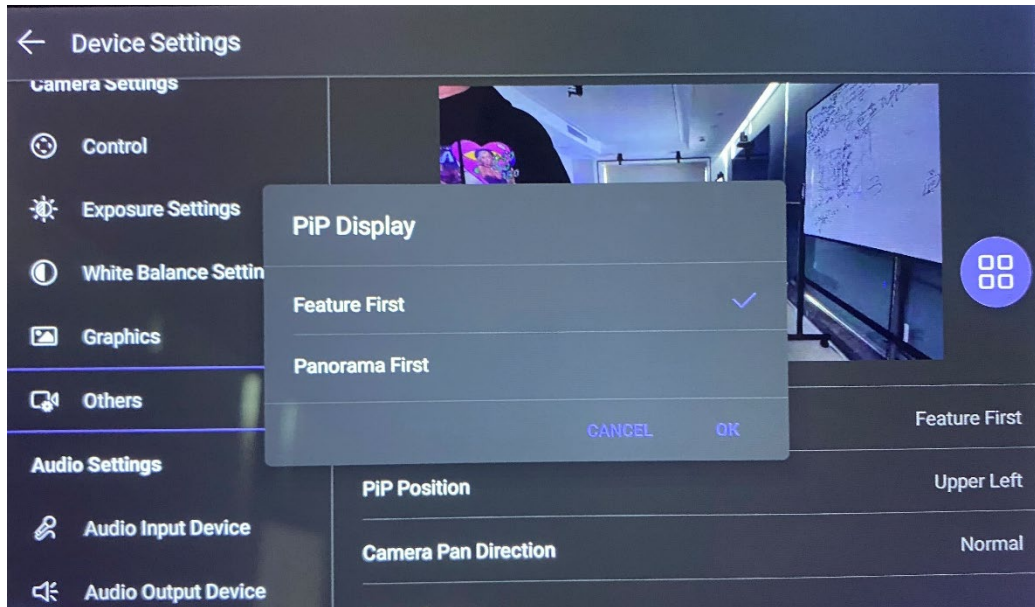 Device Settings
Camera Settings
Control
Exposure Settings
White Balance Settin
Graphics
Others
Audio Settings
Audio Input Device
Audio Output Device
PiP Display
Feature First
Panorama First
CANCEL
OK
Feature First
PiP Position
Upper Left
Camera Pan Direction
Normal